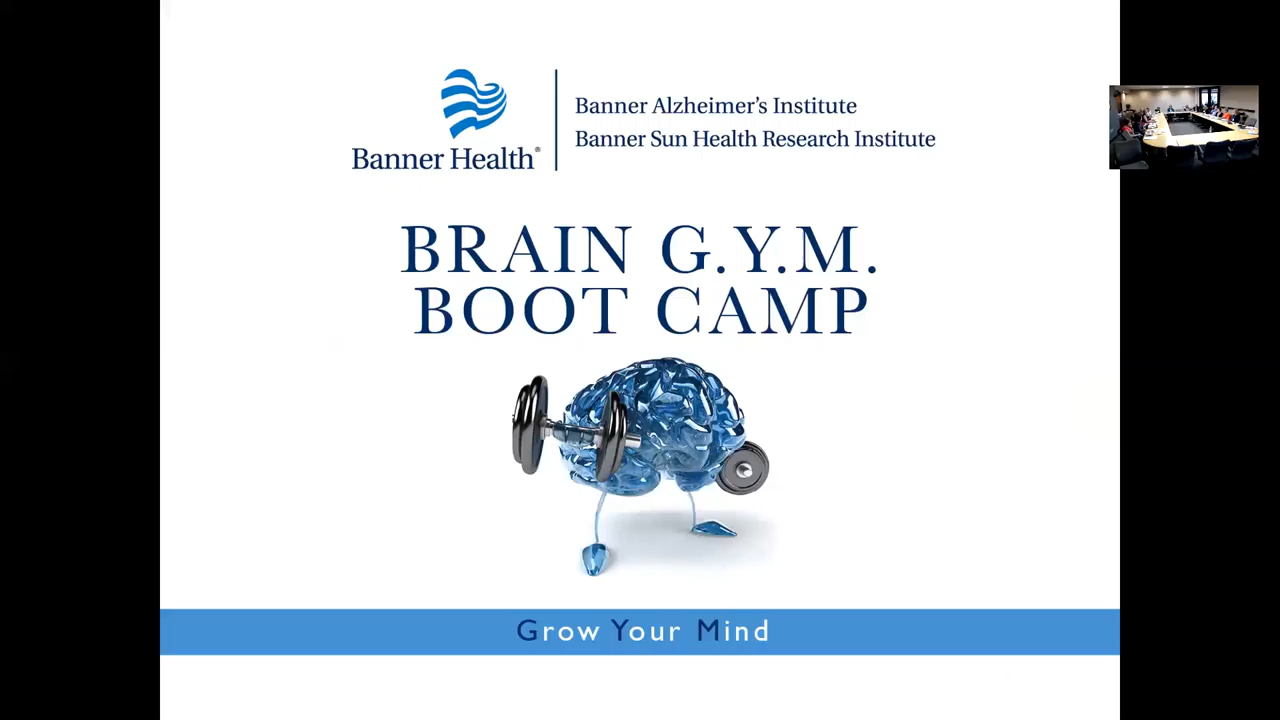 Banner Health®
Banner Alzheimer's Institute
Banner Sun Health Research Institute
BRAIN G.Y.M.
BOOT CAMP
Grow Your Mind